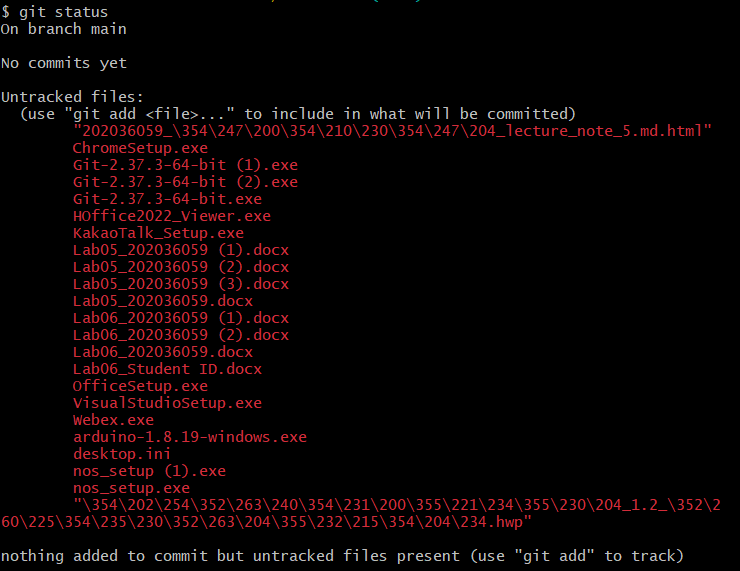 $ git status
On branch main
No commits yet
Untracked files:
(use "git add <file>..." to include in what will be committed)
"202036059_\354\247\200\354\210\230\354\247\204_lecture_note_5.md.html"
ChromeSetup.exe
Git-2.37.3-64-bit (1).exe
Git-2.37.3-64-bit (2).exe
Git-2.37.3-64-bit.exe
HOffice2022_Viewer.exe
KakaoTalk_Setup.exe
Lab05_202036059 (1).docx
Lab05_202036059 (2).docx
Lab05_202036059 (3).docx
Lab05_202036059.docx
Lab06_202036059 (1).docx
Lab06_202036059 (2).docx
Lab06_202036059.docx
Lab06_Student ID.docx
OfficeSetup.exe
VisualStudioSetup.exe
Webex.exe
arduino-1.8.19-windows.exe
desktop.ini
nos_setup (1).exe
nos_setup.exe
"\354\202\254\352\263\240\354\231\200\355\221\234\355\230\204_1.2_\352\2
60\225\354\235\230\352\263\204\355\232\215\354\204\234.hwp"
nothing added to commit but untracked files present (use "git add" to track)